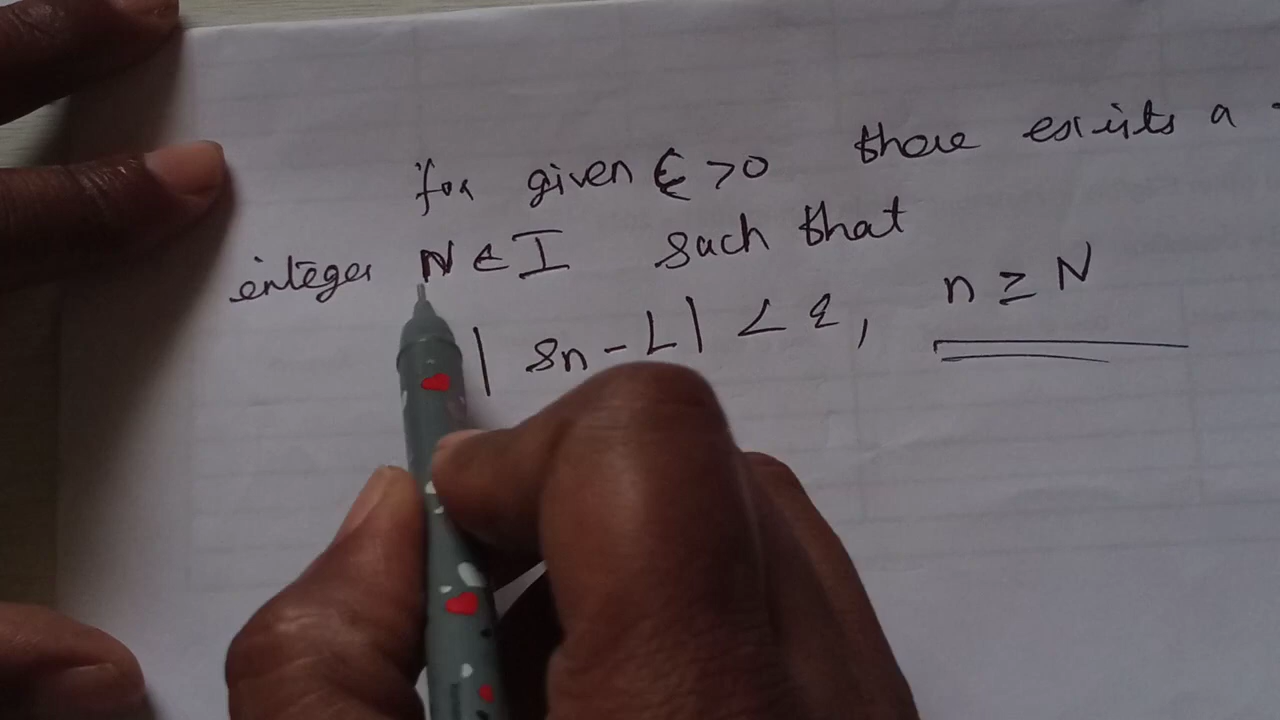 for given ε >0 there exists a
integer N ∈ I such that
| sn - L | < ε, n ≥ N